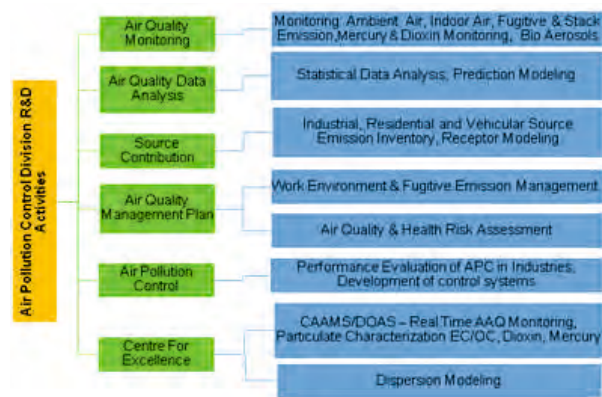 Air Pollution Control Division R&D
Activities
Air Quality
Monitoring
Monitoring: Ambient Air, Indoor Air, Fugitive & Stack
Emission,Mercury & Dioxin Monitoring, Bio Aerosols
Air Quality Data
Analysis
Statistical Data Analysis, Prediction Modeling
Source
Contribution
Industrial, Residential and Vehicular Source
Emission Inventory, Receptor Modeling
Air Quality
Management Plan
Work Environment & Fugitive Emission Management
Air Quality & Health Risk Assessment
Air Pollution
Control
Performance Evaluation of APC in Industries,
Development of control systems
Centre For
Excellence
CAAMS/DOAS – Real Time AAQ Monitoring,
Particulate Characterization EC/OC, Dioxin, Mercury
Dispersion Modeling